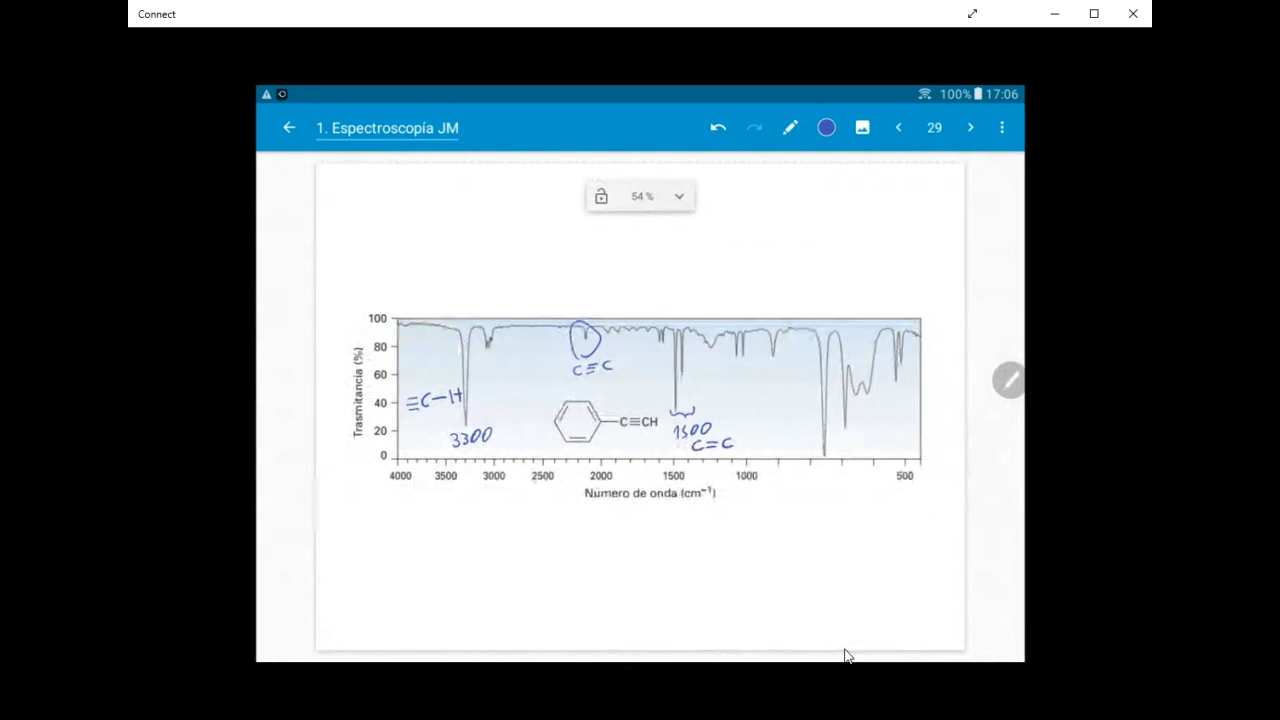 Connect
100% 17:06
1. Espectroscopía JM
29
54 %
100
80
60
40
20
0
Trasmitancia (%)
≡C-H
3300
C≡C
C≡CH
1500
C=C
4000 3500 3000 2500 2000 1500 1000 500
Número de onda (cm⁻¹)